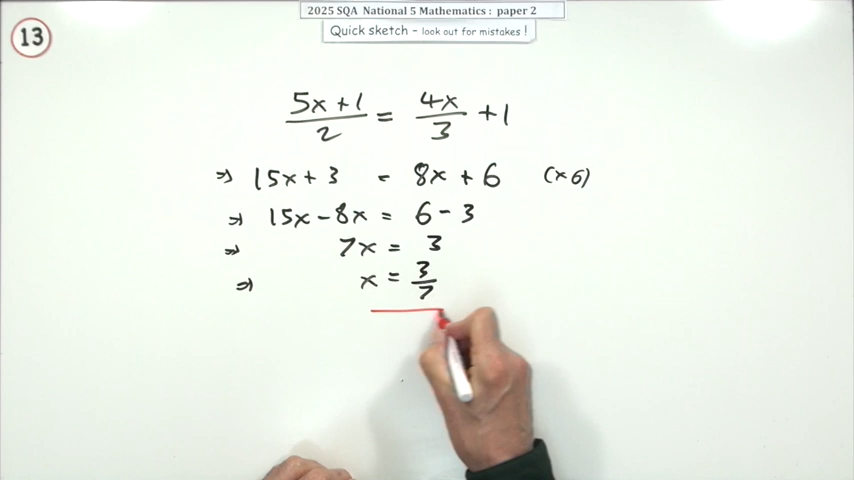 2025 SQA National 5 Mathematics : paper 2
Quick sketch – look out for mistakes !
13
(5x + 1)/2 = 4x/3 + 1
⇒ 15x + 3 = 8x + 6 (×6)
⇒ 15x – 8x = 6 – 3
⇒ 7x = 3
⇒ x = 3/7